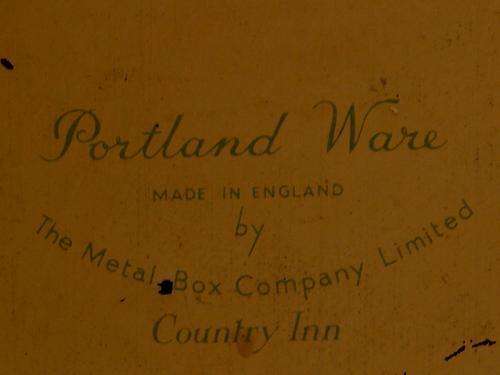 Portland Ware
MADE IN ENGLAND
by
The Metal Box Company Limited
Country Inn